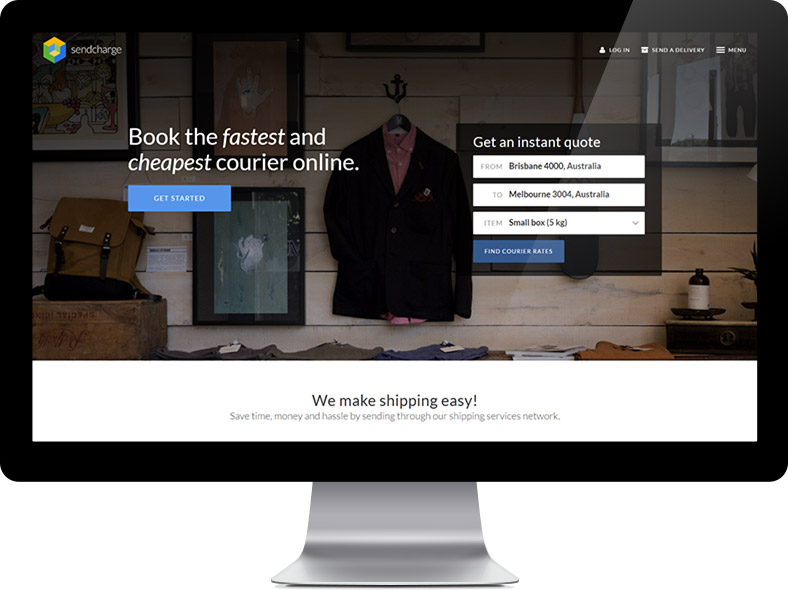 sendcharge
LOG IN
SEND A DELIVERY
MENU
Book the fastest and
cheapest courier online.
GET STARTED
Get an instant quote
FROM Brisbane 4000, Australia
TO Melbourne 3004, Australia
ITEM Small box (5 kg)
FIND COURIER RATES
We make shipping easy!
Save time, money and hassle by sending through our shipping services network.